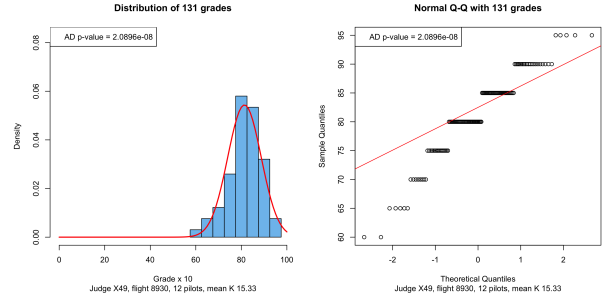 Distribution of 131 grades
AD p-value = 2.0896e-08
Density
0.00 0.02 0.04 0.06 0.08
0 20 40 60 80 100
Grade x 10
Judge X49, flight 8930, 12 pilots, mean K 15.33
Normal Q-Q with 131 grades
AD p-value = 2.0896e-08
Sample Quantiles
60 65 70 75 80 85 90 95
-2 -1 0 1 2
Theoretical Quantiles
Judge X49, flight 8930, 12 pilots, mean K 15.33